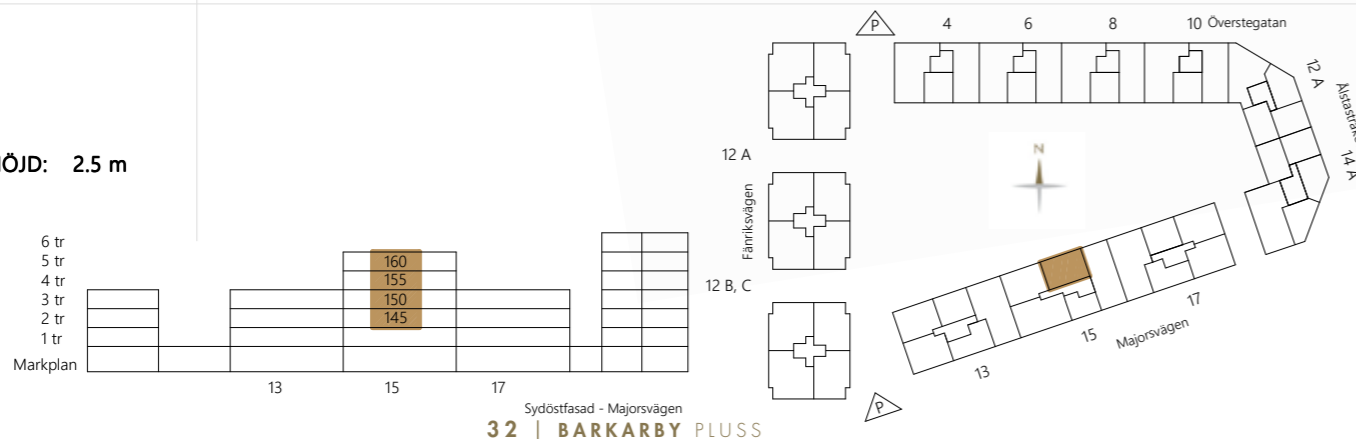 P
4 6 8 10 Överstegatan
12 A
14 A
12 A
Fänriksvägen
12 B, C
N
2.5 m
6 tr
5 tr
4 tr
3 tr
2 tr
1 tr
Markplan
160
155
150
145
13 15 17
Sydöstfasad - Majorsvägen
13
15
17
Majorsvägen
P
32 | BARKARBY PLUSS